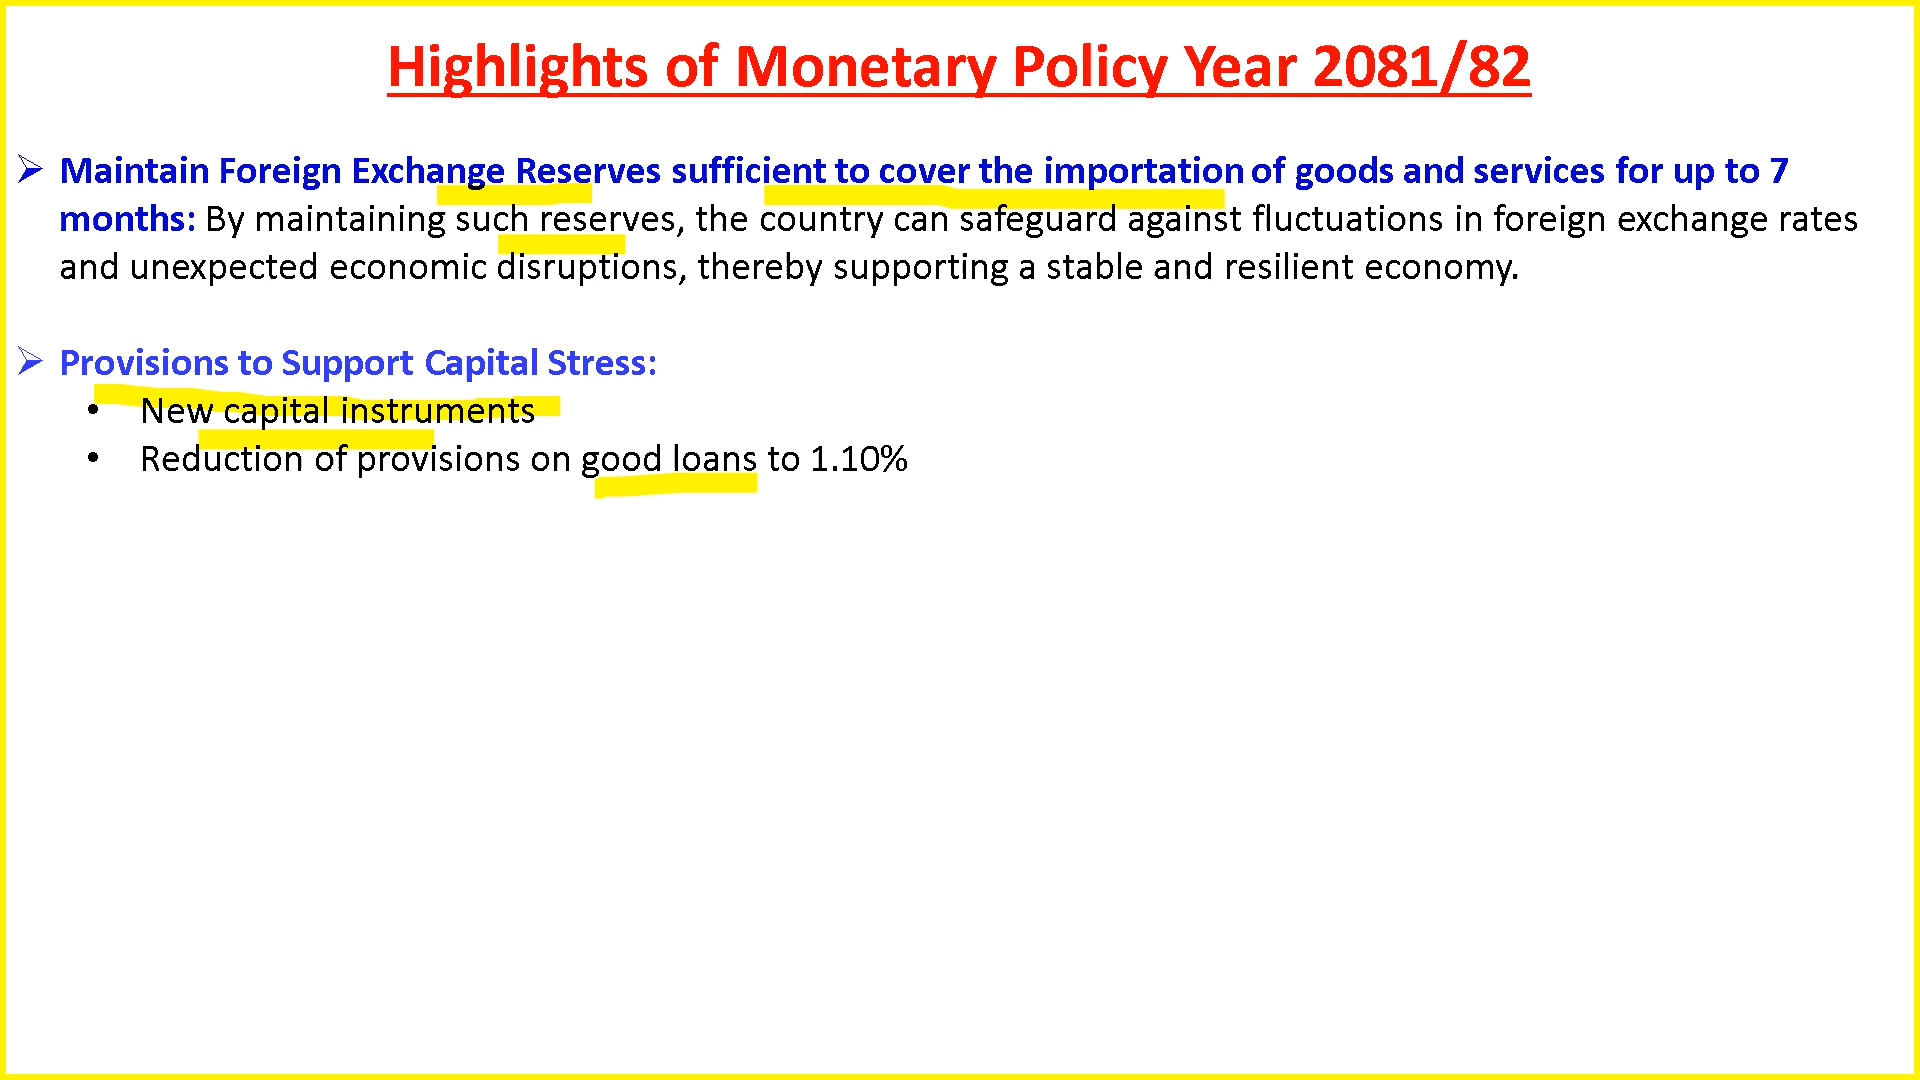 Highlights of Monetary Policy Year 2081/82
➢ Maintain Foreign Exchange Reserves sufficient to cover the importation of goods and services for up to 7
months: By maintaining such reserves, the country can safeguard against fluctuations in foreign exchange rates
and unexpected economic disruptions, thereby supporting a stable and resilient economy.
➢ Provisions to Support Capital Stress:
• New capital instruments
• Reduction of provisions on good loans to 1.10%